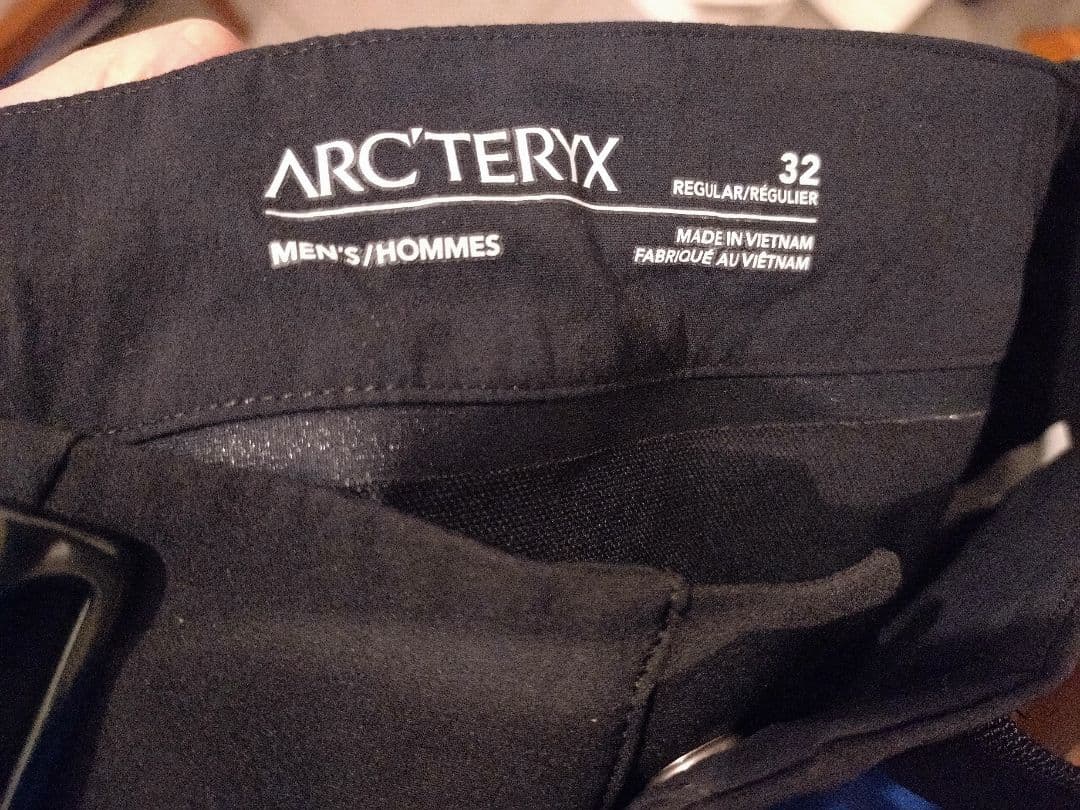 ARC'TERYX
32
REGULAR/RÉGULIER
MEN'S/HOMMES
MADE IN VIETNAM
FABRIQUÉ AU VIÊTNAM